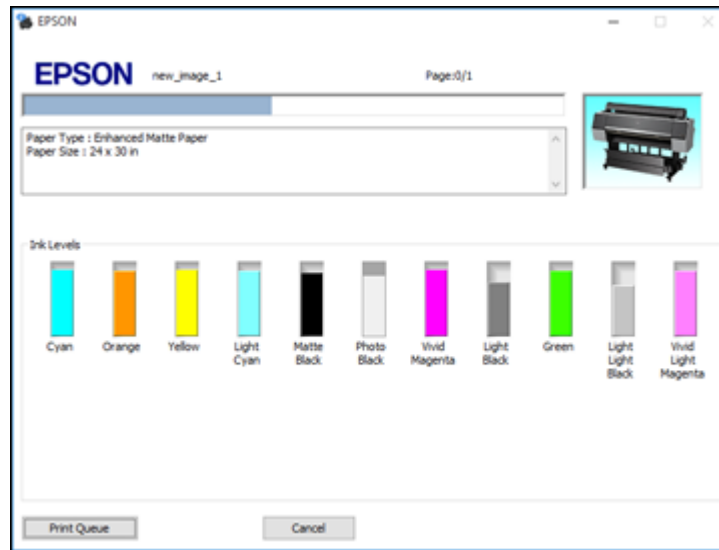 EPSON
EPSON
new_image_1
Page:0/1
Paper Type : Enhanced Matte Paper
Paper Size : 24 x 30 in
Ink Levels
Cyan
Orange
Yellow
Light
Cyan
Matte
Black
Photo
Black
Vivid
Magenta
Light
Black
Green
Light
Light
Black
Vivid
Light
Magenta
Print Queue
Cancel